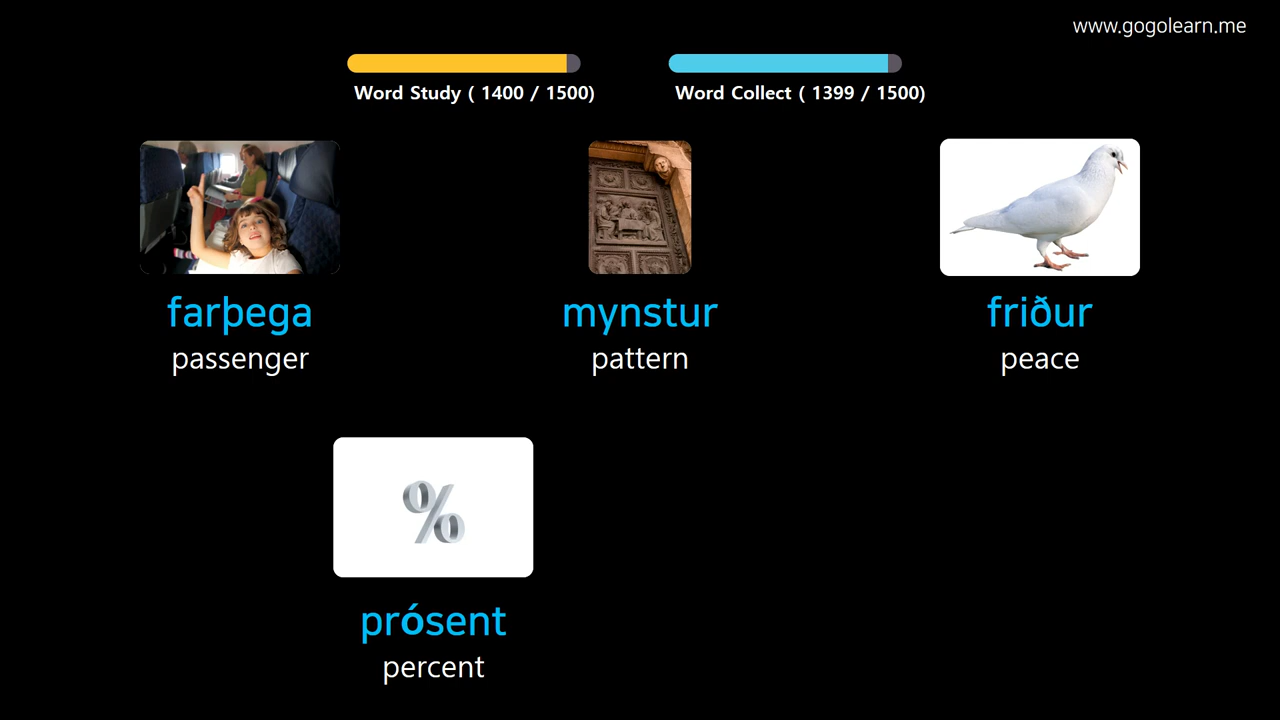 www.gogolearn.me
Word Study ( 1400 / 1500)
Word Collect ( 1399 / 1500)
farþega
passenger
mynstur
pattern
friður
peace
%
prósent
percent